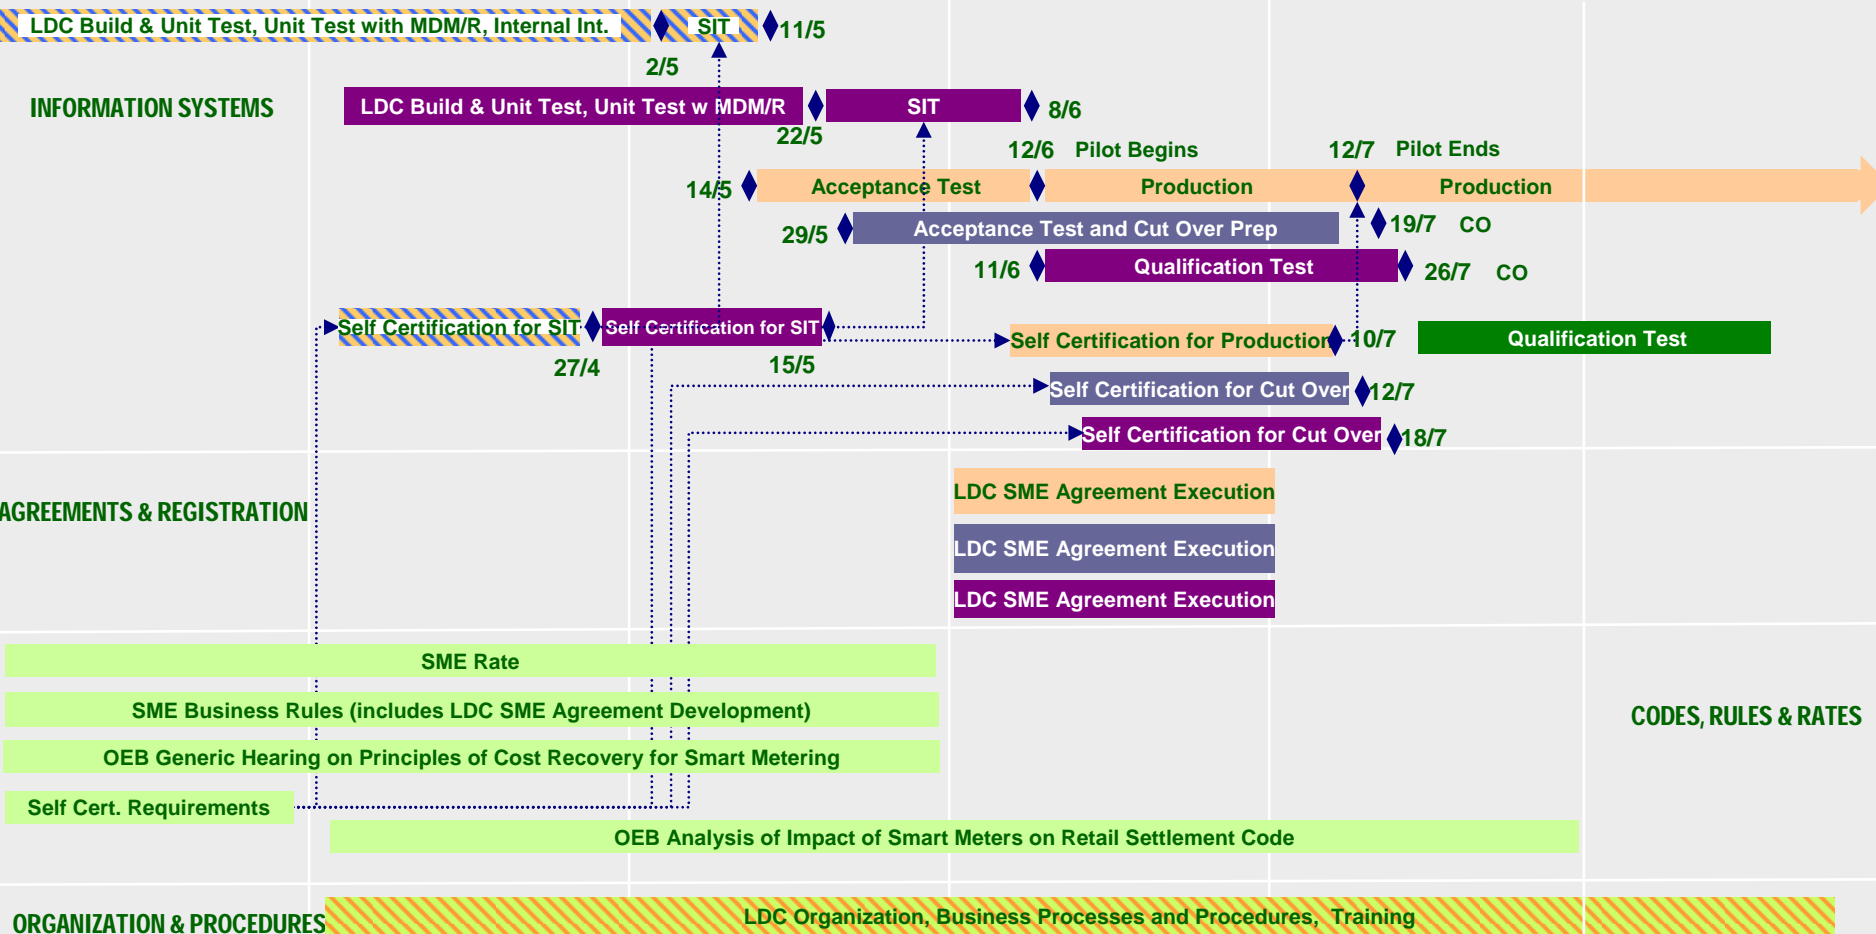 LDC Build & Unit Test, Unit Test with MDM/R, Internal Int.
SIT
11/5
2/5
INFORMATION SYSTEMS
LDC Build & Unit Test, Unit Test w MDM/R
SIT
8/6
22/5
12/6 Pilot Begins
12/7 Pilot Ends
14/5
Acceptance Test
Production
Production
29/5
Acceptance Test and Cut Over Prep
19/7 CO
11/6
Qualification Test
26/7 CO
Self Certification for SIT
Self Certification for SIT
27/4
15/5
Self Certification for Production
10/7
Qualification Test
Self Certification for Cut Over
12/7
Self Certification for Cut Over
18/7
AGREEMENTS & REGISTRATION
LDC SME Agreement Execution
LDC SME Agreement Execution
LDC SME Agreement Execution
SME Rate
SME Business Rules (includes LDC SME Agreement Development)
CODES, RULES & RATES
OEB Generic Hearing on Principles of Cost Recovery for Smart Metering
Self Cert. Requirements
OEB Analysis of Impact of Smart Meters on Retail Settlement Code
ORGANIZATION & PROCEDURES
LDC Organization, Business Processes and Procedures, Training